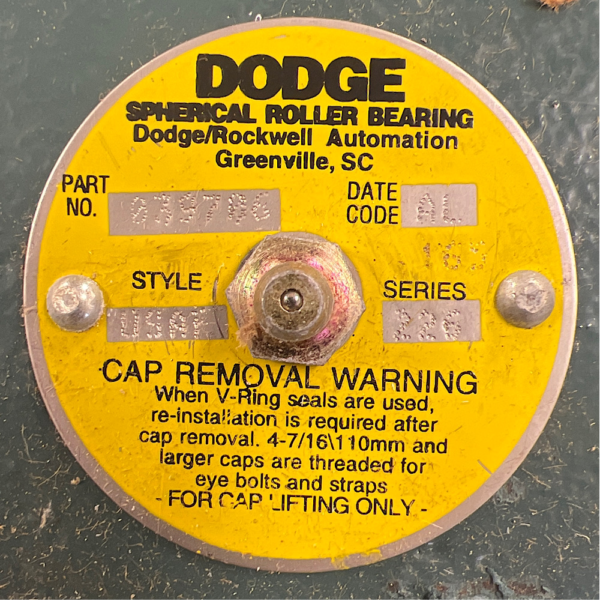 DODGE
SPHERICAL ROLLER BEARING
Dodge/Rockwell Automation
Greenville, SC
PART NO.
DATE CODE
STYLE
SERIES
226
CAP REMOVAL WARNING
When V-Ring seals are used,
re-installation is required after
cap removal. 4-7/16\110mm and
larger caps are threaded for
eye bolts and straps
- FOR CAP LIFTING ONLY -